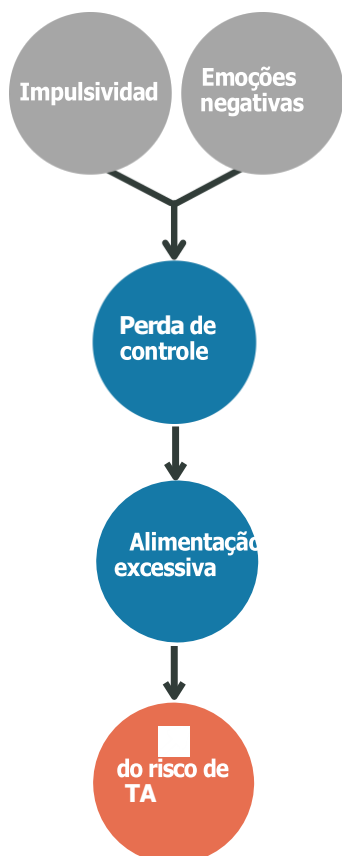 Impulsividad
Emoções
negativas
Perda de
controle
Alimentação
excessiva
do risco de
TA